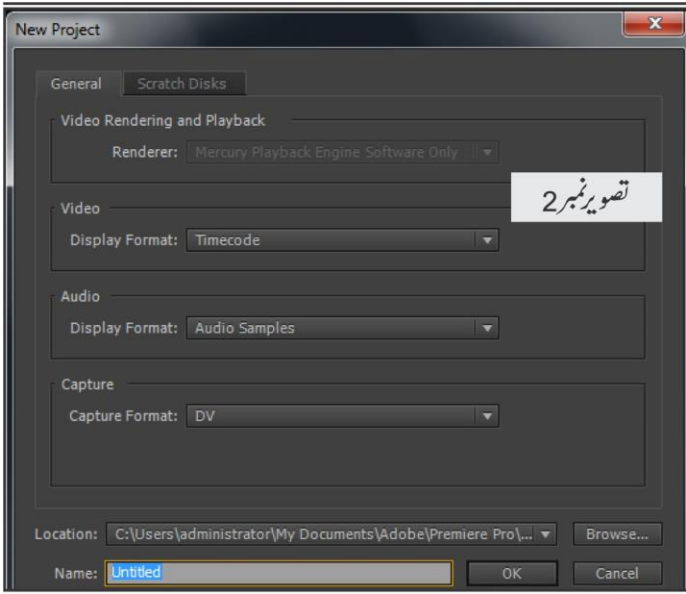 New Project
General Scratch Disks
Video Rendering and Playback
Renderer: Mercury Playback Engine Software Only
تصویرنمبر2
Video
Display Format: Timecode
Audio
Display Format: Audio Samples
Capture
Capture Format: DV
Location: C:\Users\administrator\My Documents\Adobe\Premiere Pro\... Browse...
Name: Untitled OK Cancel